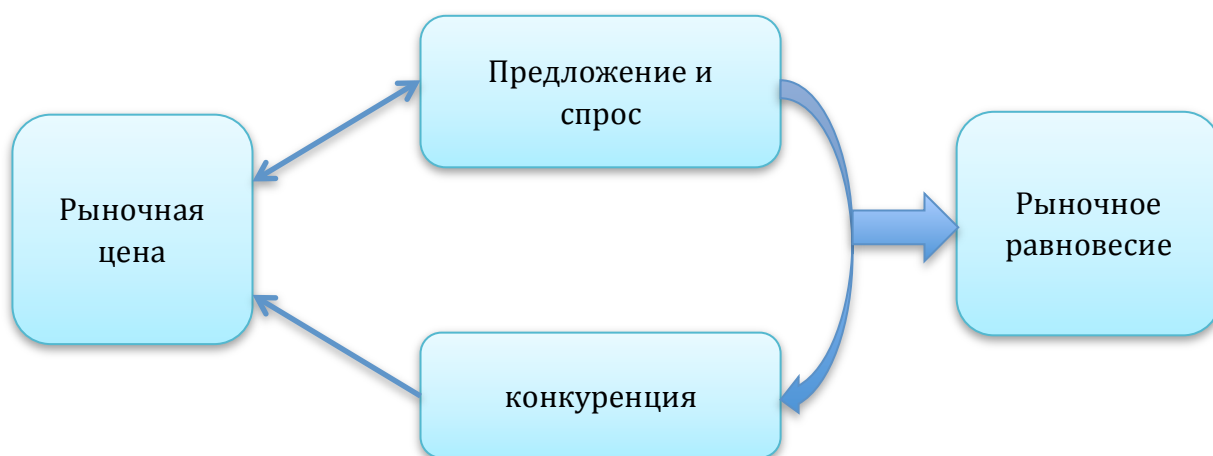 Предложение и
спрос
Рыночная
цена
Рыночное
равновесие
конкуренция